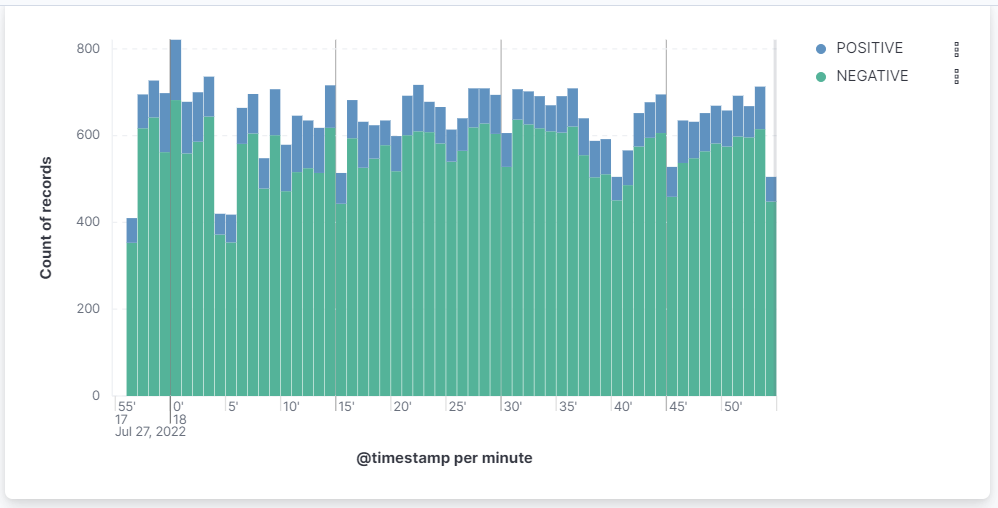 800
600
400
200
0
Count of records
55' 0' 5' 10' 15' 20' 25' 30' 35' 40' 45' 50'
17 18
Jul 27, 2022
@timestamp per minute
POSITIVE
NEGATIVE